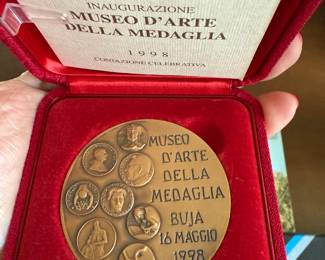 INAUGURAZIONE
MUSEO D'ARTE
DELLA MEDAGLIA
1998
CONIAZIONE CELEBRATIVA
MUSEO
D'ARTE
DELLA
MEDAGLIA
BUJA
16 MAGGIO
1998